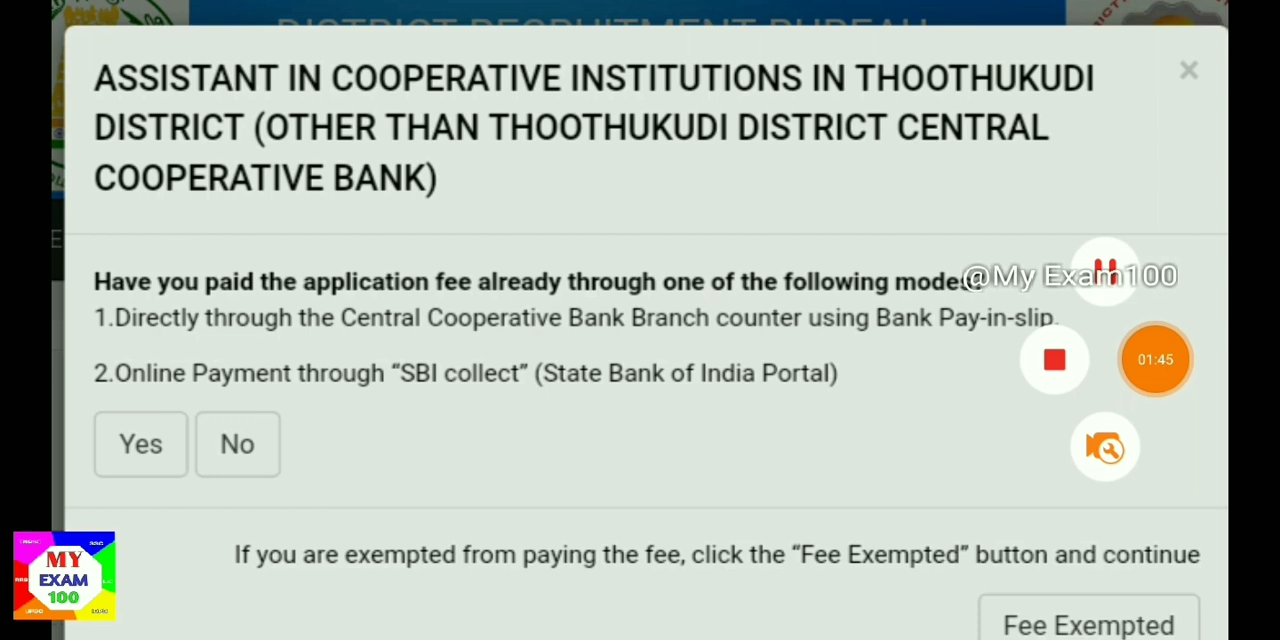 DISTRICT RECRUITMENT BUREAU
ASSISTANT IN COOPERATIVE INSTITUTIONS IN THOOTHUKUDI
DISTRICT (OTHER THAN THOOTHUKUDI DISTRICT CENTRAL
COOPERATIVE BANK)
×
Have you paid the application fee already through one of the following modes
@My Exam100
1.Directly through the Central Cooperative Bank Branch counter using Bank Pay-in-slip.
01:45
2.Online Payment through “SBI collect” (State Bank of India Portal)
Yes No
If you are exempted from paying the fee, click the “Fee Exempted” button and continue
Fee Exempted
MY
EXAM
100